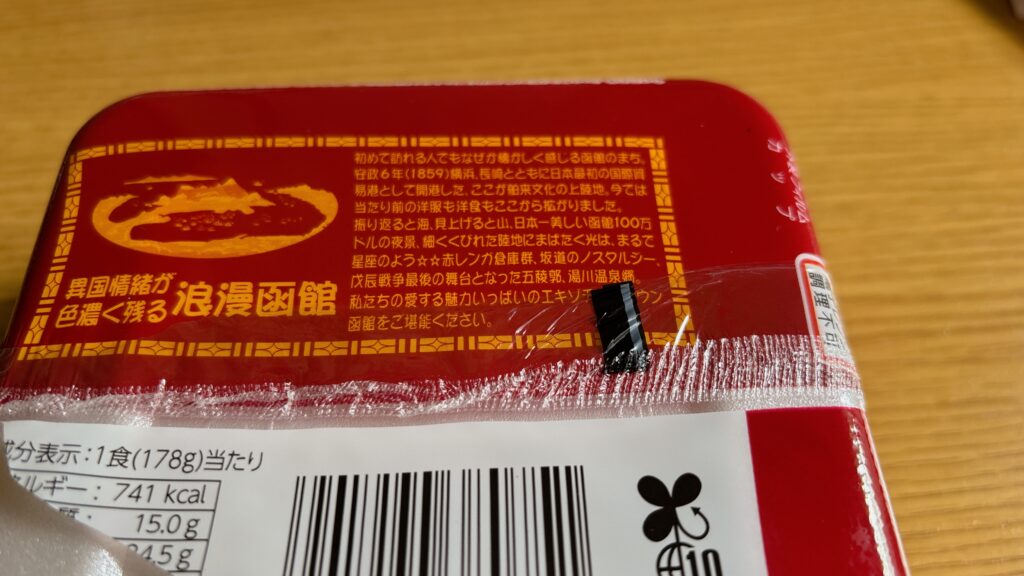 異国情緒が
色濃く残る 浪漫函館
初めて訪れる人でもなぜか懐かしく感じる函館のまち。
安政6年(1859)横浜、長崎とともに日本最初の国際貿
易港として開港した、ここが舶来文化の上陸地。今では
当たり前の洋服も洋食もここから拡がりました。
振り返ると海、見上げると山、日本一美しい函館100万
ドルの夜景、細くくびれた陸地にまばたく光は、まるで
星座のよう☆☆赤レンガ倉庫群、坂道のノスタルジー、
戊辰戦争最後の舞台となった五稜郭、湯川温泉郷、
私たちの愛する魅力いっぱいのエキゾ
ウン
函館をご堪能ください。
調理不可
成分表示:1食(178g)当たり
ネルギー: 741 kcal
質: 15.0 g
84.5 g
10